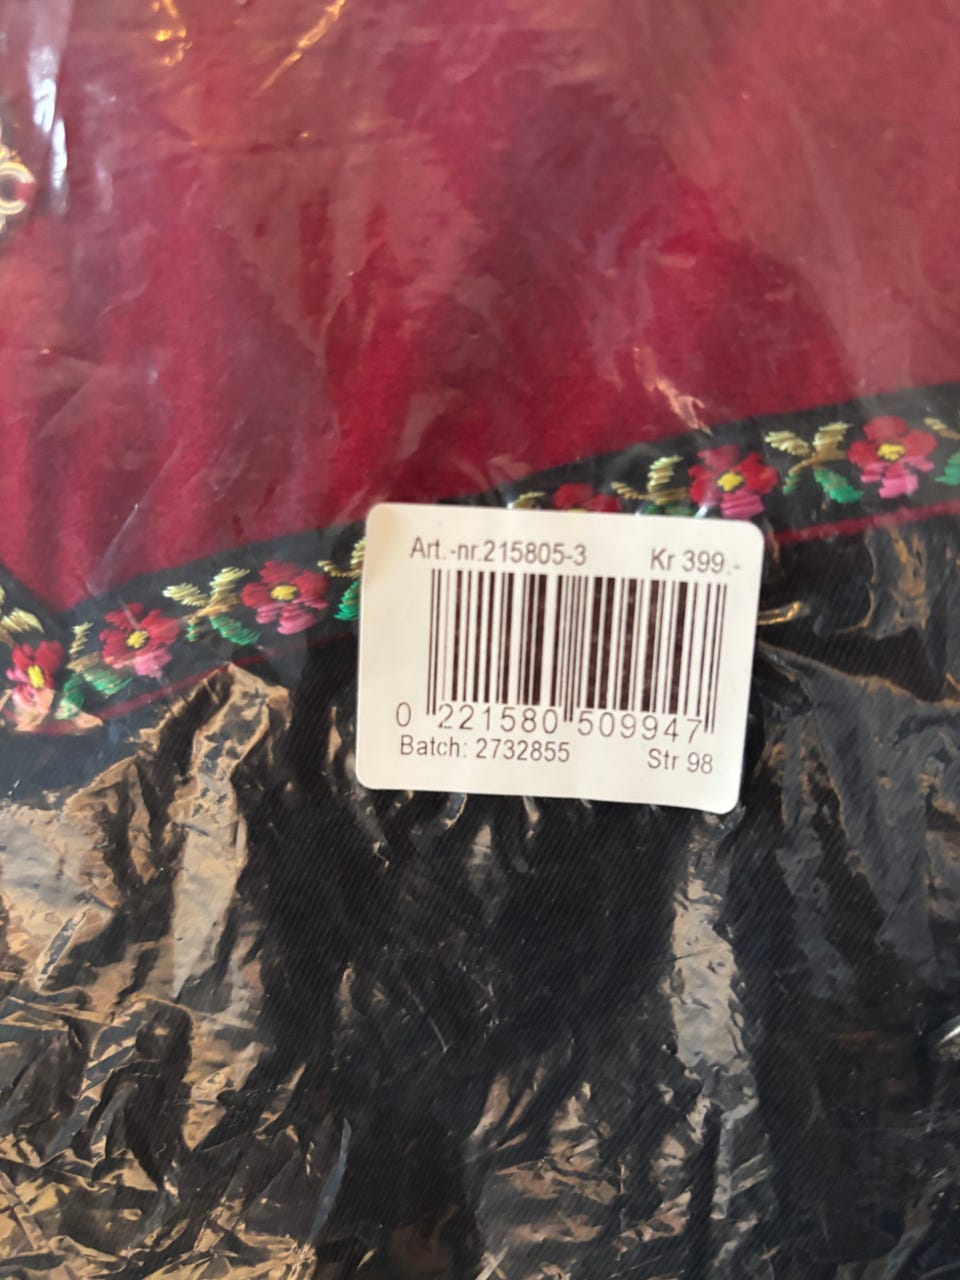 Art.-nr.215805-3 Kr 399.-
0 221580 509947
Batch: 2732855 Str 98